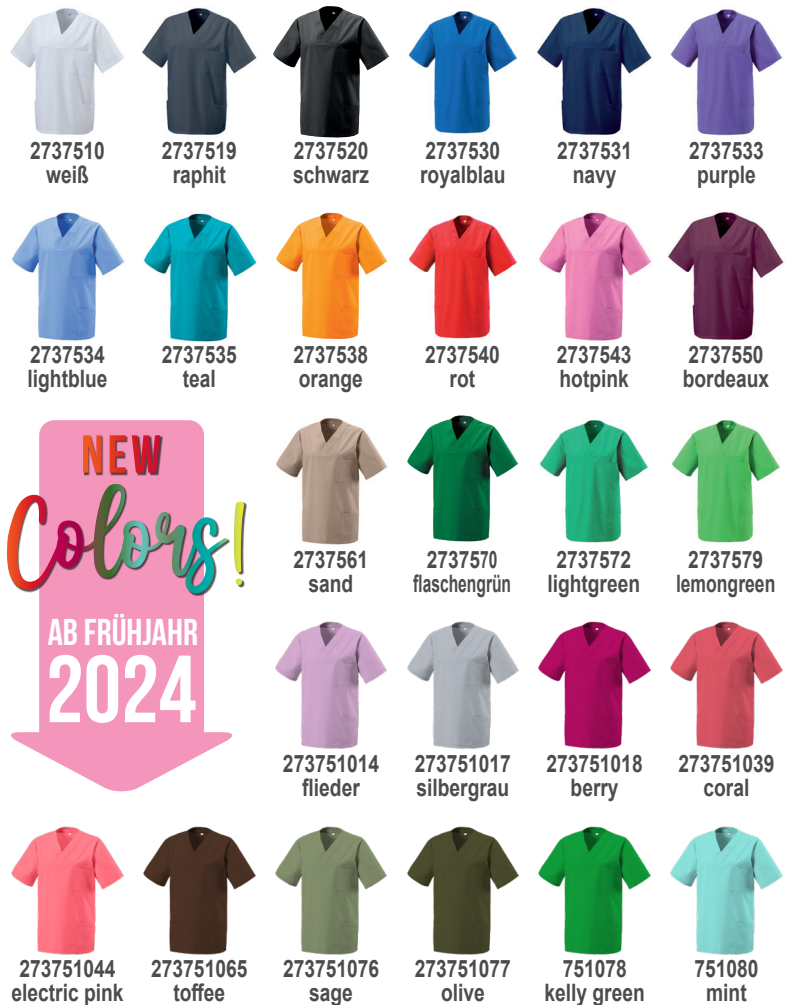 2737510 2737519 2737520 2737530 2737531 2737533
weiß raphit schwarz royalblau navy purple
2737534 2737535 2737538 2737540 2737543 2737550
lightblue teal orange rot hotpink bordeaux
NEW
Colors!
AB FRÜHJAHR
2024
2737561 2737570 2737572 2737579
sand flaschengrün lightgreen lemongreen
273751014 273751017 273751018 273751039
flieder silbergrau berry coral
273751044 273751065 273751076 273751077 751078 751080
electric pink toffee sage olive kelly green mint